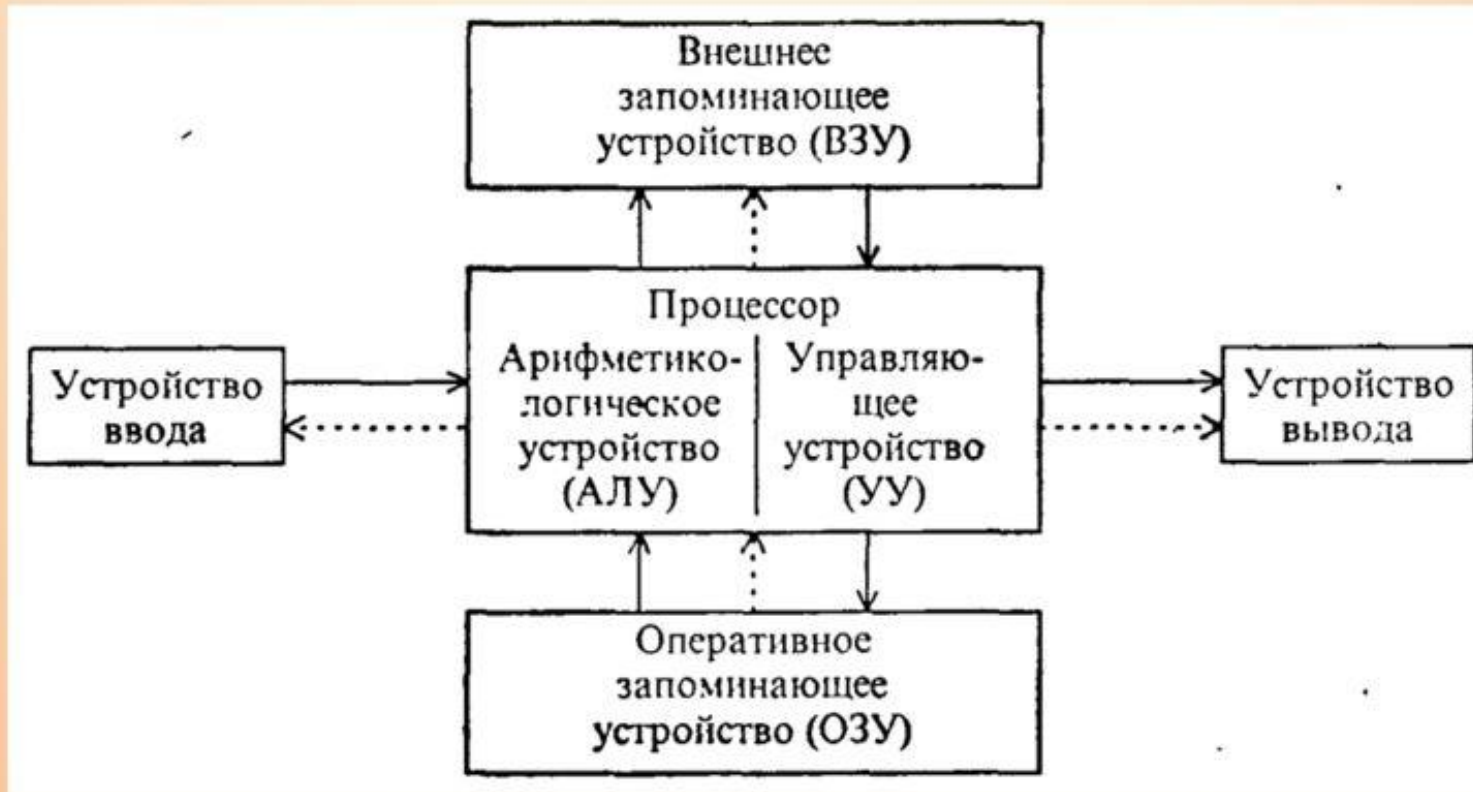 Внешнее
запоминающее
устройство (ВЗУ)
Процессор
Арифметико-
логическое
устройство
(АЛУ)
Управляю-
щее
устройство
(УУ)
Устройство
ввода
Устройство
вывода
Оперативное
запоминающее
устройство (ОЗУ)